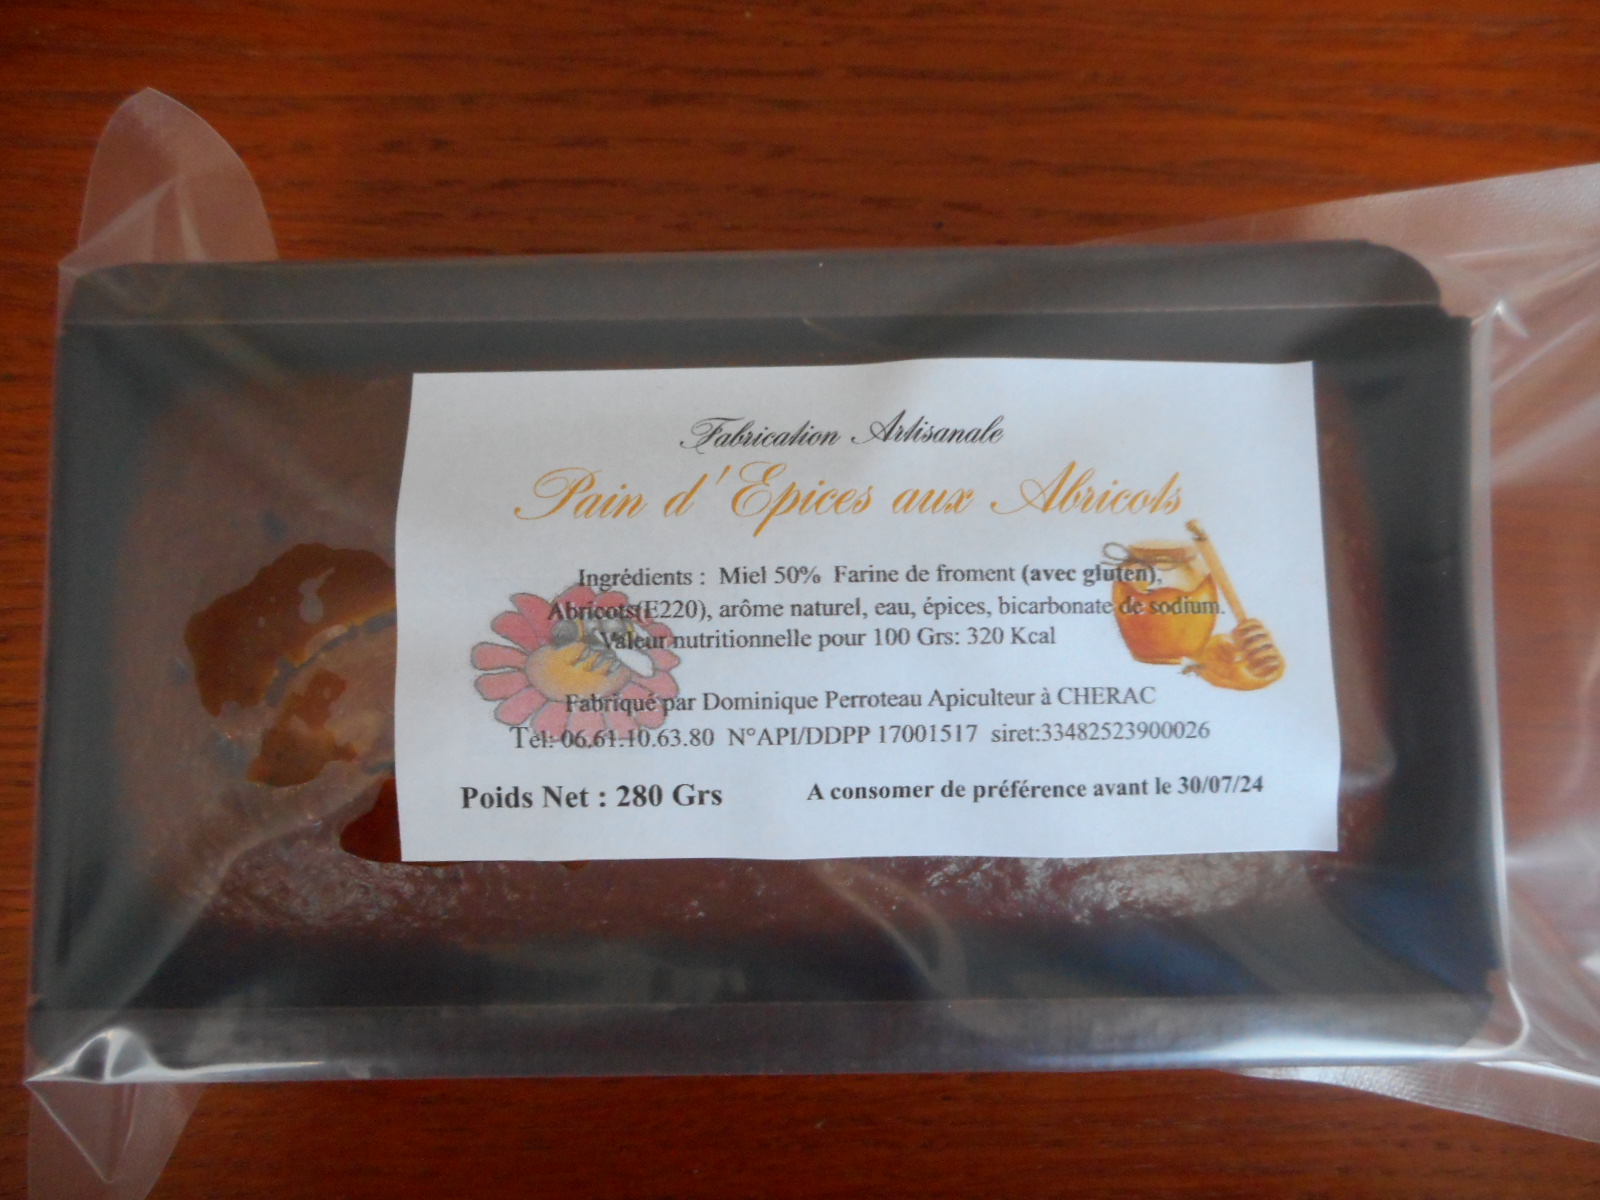 Fabrication Artisanale
Pain d'Epices aux Abricots
Ingrédients : Miel 50% Farine de froment (avec gluten),
Abricots(E220), arôme naturel, eau, épices, bicarbonate de sodium.
Valeur nutritionnelle pour 100 Grs: 320 Kcal
Fabriqué par Dominique Perroteau Apiculteur à CHERAC
Tél: 06.61.10.63.80 N°API/DDPP 17001517 siret:33482523900026
Poids Net : 280 Grs
A consomer de préférence avant le 30/07/24